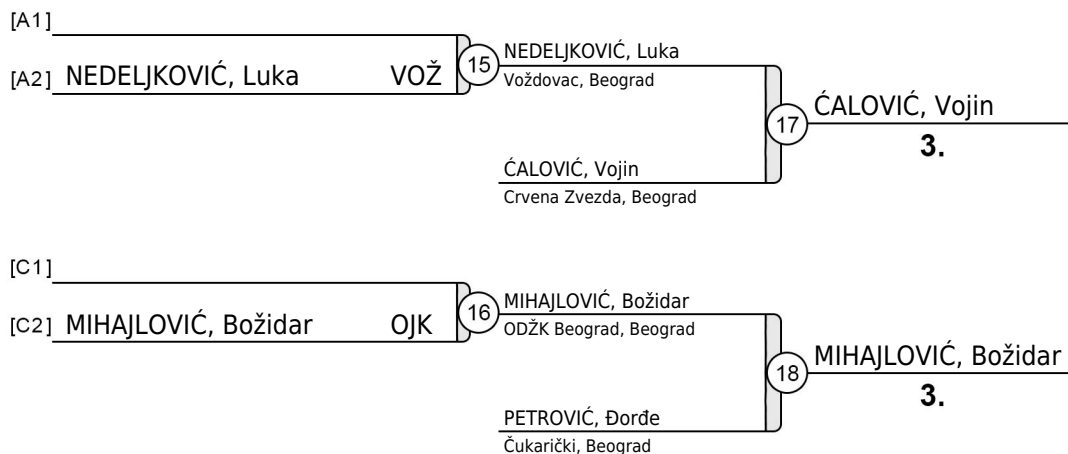 [A1]
[A2] NEDELJKOVIĆ, Luka VOŽ
15
NEDELJKOVIĆ, Luka
Voždovac, Beograd
17
ĆALOVIĆ, Vojin
3.
ĆALOVIĆ, Vojin
Crvena Zvezda, Beograd
[C1]
[C2] MIHAJLOVIĆ, Božidar OJK
16
MIHAJLOVIĆ, Božidar
ODŽK Beograd, Beograd
18
MIHAJLOVIĆ, Božidar
3.
PETROVIĆ, Đorđe
Čukarički, Beograd